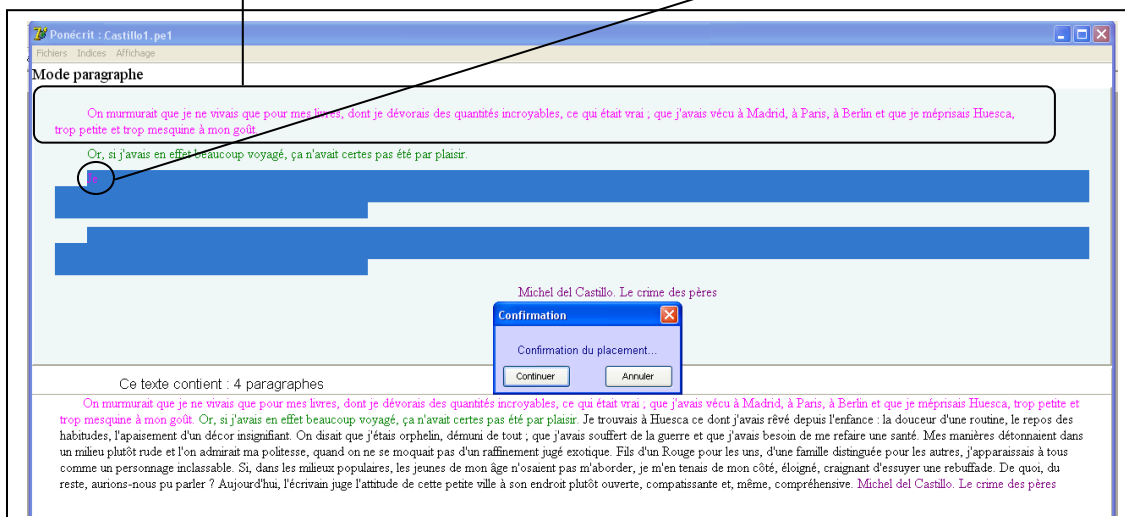 Ponécrit : Castillo1.pe1
Fichiers Indices Affichage
Mode paragraphe
On murmurait que je ne vivais que pour mes livres, dont je dévorais des quantités incroyables, ce qui était vrai ; que j'avais vécu à Madrid, à Paris, à Berlin et que je méprisais Huesca,
trop petite et trop mesquine à mon goût.
Or, si j'avais en effet beaucoup voyagé, ça n'avait certes pas été par plaisir.
Je
Michel del Castillo. Le crime des pères
Confirmation
Confirmation du placement...
Continuer Annuler
Ce texte contient : 4 paragraphes
On murmurait que je ne vivais que pour mes livres, dont je dévorais des quantités incroyables, ce qui était vrai ; que j'avais vécu à Madrid, à Paris, à Berlin et que je méprisais Huesca, trop petite et
trop mesquine à mon goût. Or, si j'avais en effet beaucoup voyagé, ça n'avait certes pas été par plaisir. Je trouvais à Huesca ce dont j'avais rêvé depuis l'enfance : la douceur d'une routine, le repos des
habitudes, l'apaisement d'un décor insignifiant. On disait que j'étais orphelin, démuni de tout ; que j'avais souffert de la guerre et que j'avais besoin de me refaire une santé. Mes manières détonnaient dans
un milieu plutôt rude et l'on admirait ma politesse, quand on ne se moquait pas d'un raffinement jugé exotique. Fils d'un Rouge pour les uns, d'une famille distinguée pour les autres, j'apparaissais à tous
comme un personnage inclassable. Si, dans les milieux populaires, les jeunes de mon âge n'osaient pas m'aborder, je m'en tenais de mon côté, éloigné, craignant d'essuyer une rebuffade. De quoi, du
reste, aurions-nous pu parler ? Aujourd'hui, l'écrivain juge l'attitude de cette petite ville à son endroit plutôt ouverte, compatissante et, même, compréhensive. Michel del Castillo. Le crime des pères